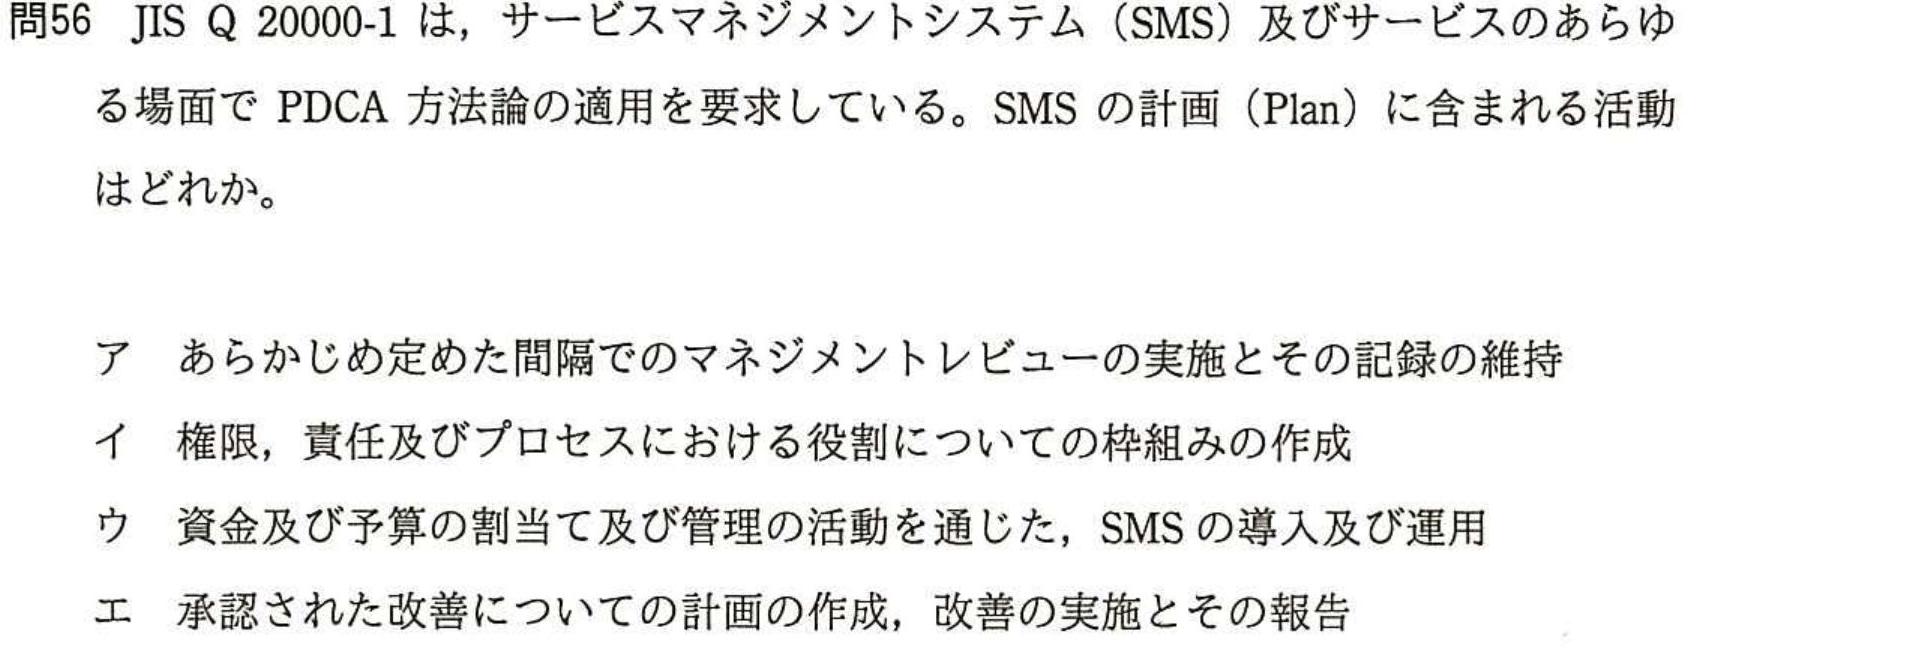 問56 JIS Q 20000-1 は，サービスマネジメントシステム（SMS）及びサービスのあらゆ
る場面で PDCA 方法論の適用を要求している。SMS の計画（Plan）に含まれる活動
はどれか。
ア あらかじめ定めた間隔でのマネジメントレビューの実施とその記録の維持
イ 権限，責任及びプロセスにおける役割についての枠組みの作成
ウ 資金及び予算の割当て及び管理の活動を通じた，SMS の導入及び運用
エ 承認された改善についての計画の作成，改善の実施とその報告